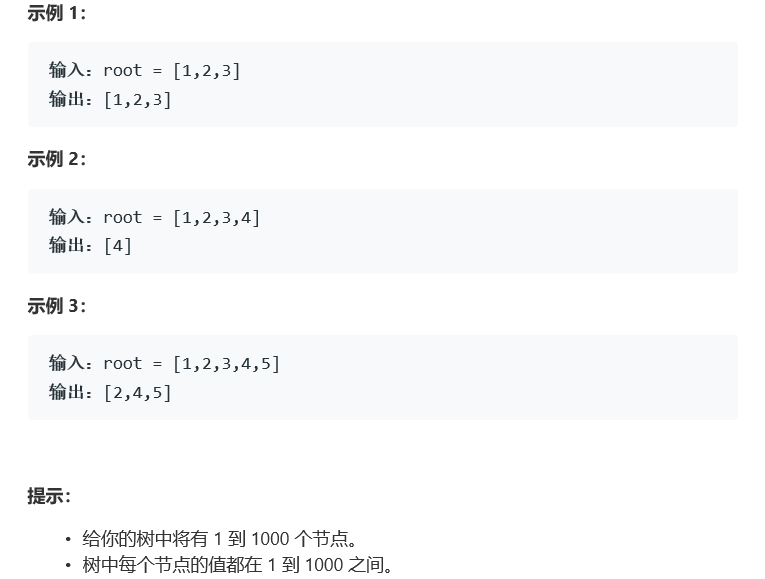 示例 1：
输入：root = [1,2,3]
输出：[1,2,3]
示例 2：
输入：root = [1,2,3,4]
输出：[4]
示例 3：
输入：root = [1,2,3,4,5]
输出：[2,4,5]
提示：
• 给你的树中将有 1 到 1000 个节点。
• 树中每个节点的值都在 1 到 1000 之间。